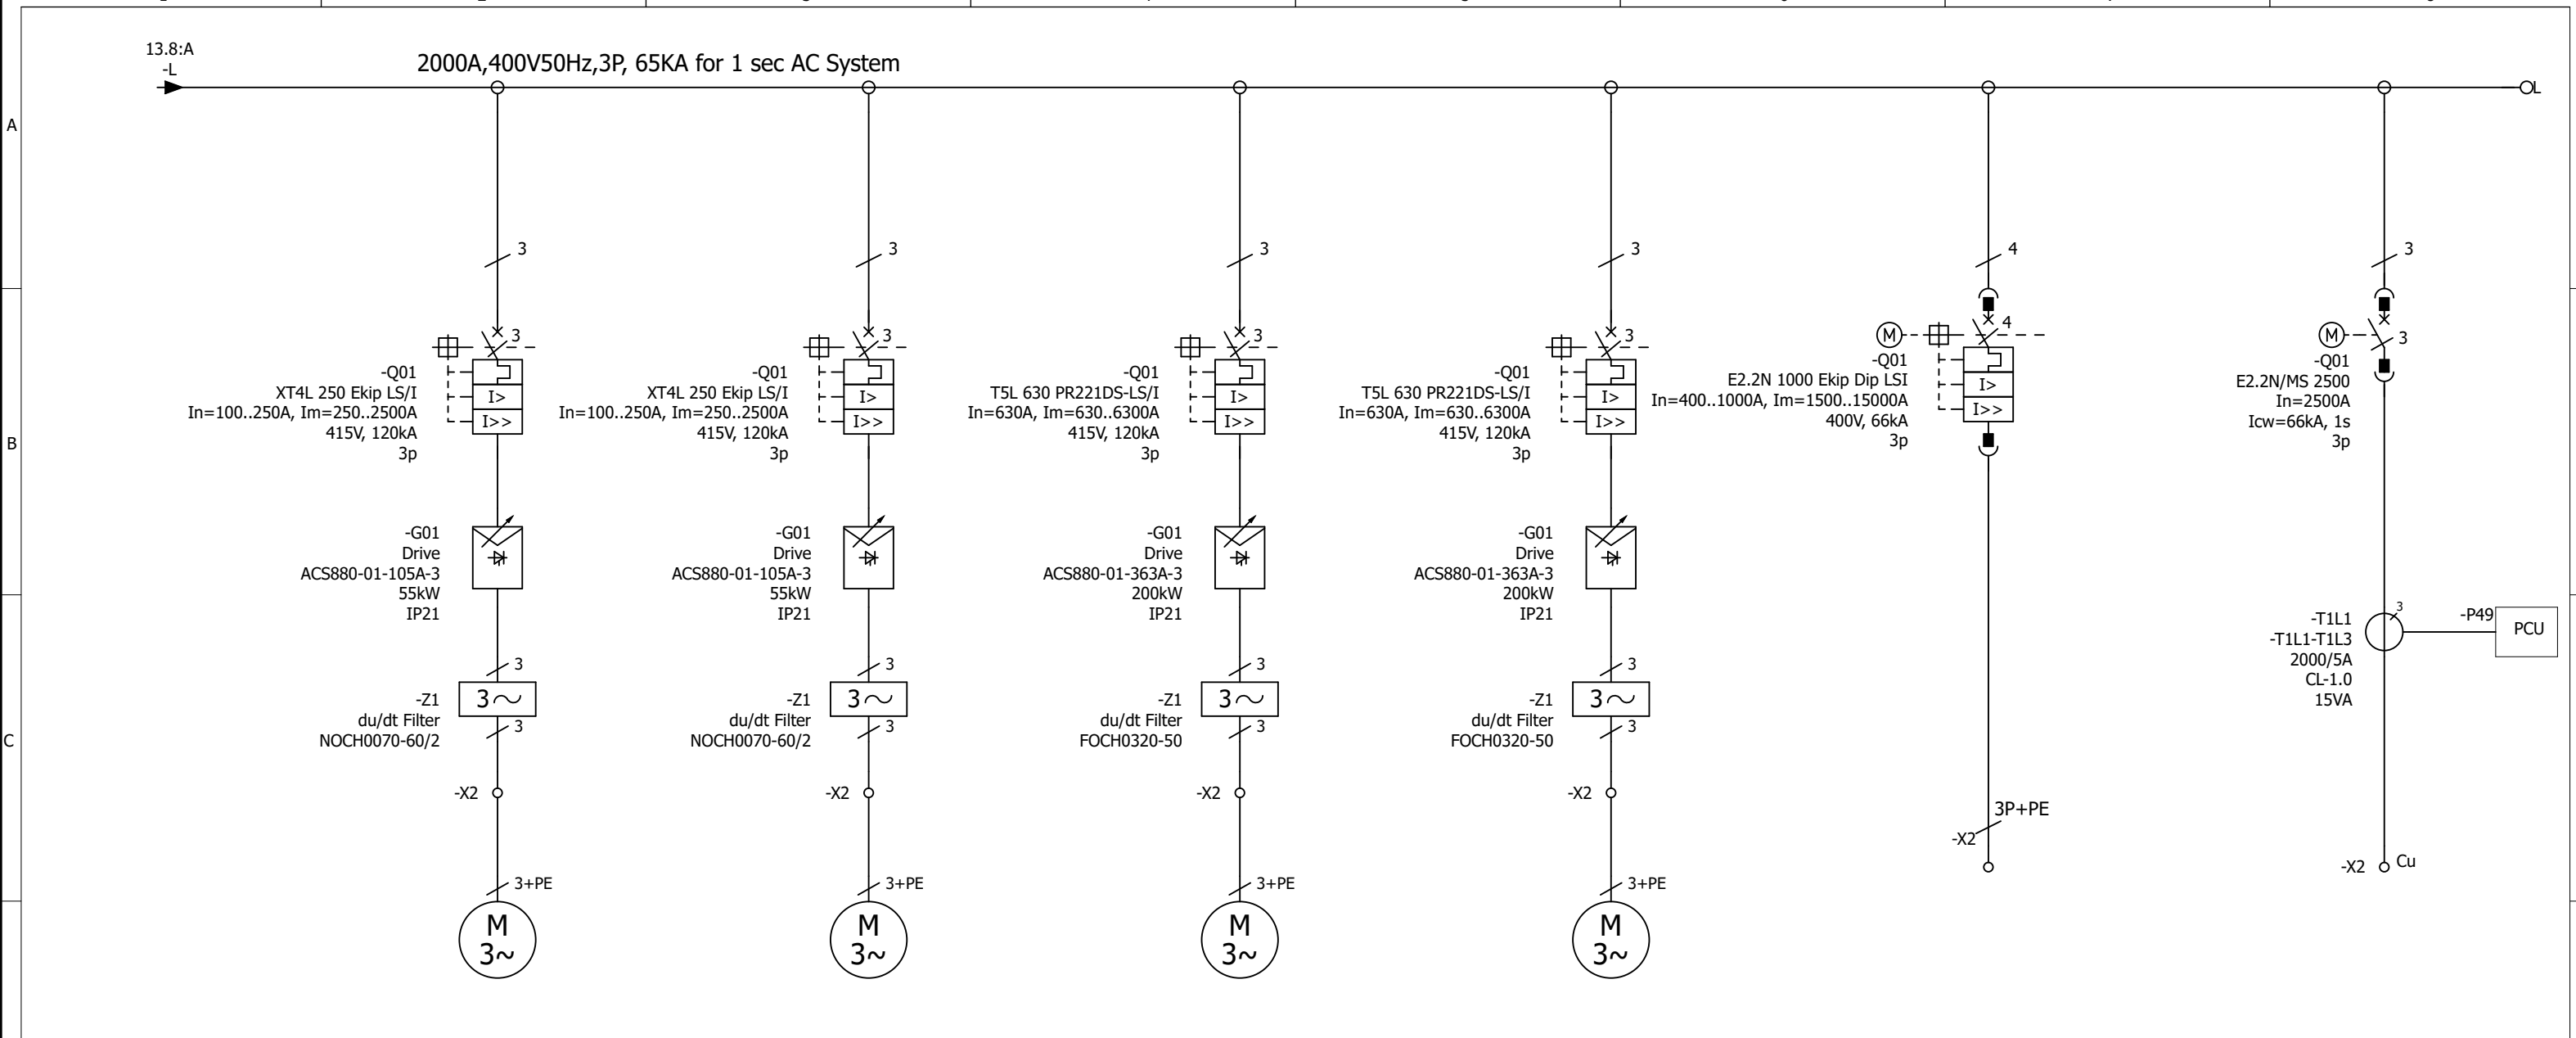 13.8:A
-L
2000A,400V50Hz,3P, 65KA for 1 sec AC System
L
A
B
C
3
3
-Q01
XT4L 250 Ekip LS/I
In=100..250A, Im=250..2500A
415V, 120kA
3p
I>
I>>
-G01
Drive
ACS880-01-105A-3
55kW
IP21
3
-Z1
du/dt Filter
NOCH0070-60/2
3~
3
-X2
3+PE
M
3~
3
3
-Q01
XT4L 250 Ekip LS/I
In=100..250A, Im=250..2500A
415V, 120kA
3p
I>
I>>
-G01
Drive
ACS880-01-105A-3
55kW
IP21
3
-Z1
du/dt Filter
NOCH0070-60/2
3~
3
-X2
3+PE
M
3~
3
3
-Q01
T5L 630 PR221DS-LS/I
In=630A, Im=630..6300A
415V, 120kA
3p
I>
I>>
-G01
Drive
ACS880-01-363A-3
200kW
IP21
3
-Z1
du/dt Filter
FOCH0320-50
3~
3
-X2
3+PE
M
3~
3
3
-Q01
T5L 630 PR221DS-LS/I
In=630A, Im=630..6300A
415V, 120kA
3p
I>
I>>
-G01
Drive
ACS880-01-363A-3
200kW
IP21
3
-Z1
du/dt Filter
FOCH0320-50
3~
3
-X2
3+PE
M
3~
4
4
M
-Q01
E2.2N 1000 Ekip Dip LSI
In=400..1000A, Im=1500..15000A
400V, 66kA
3p
I>
I>>
3P+PE
-X2
3
M
3
-Q01
E2.2N/MS 2500
In=2500A
Icw=66kA, 1s
3p
3
-T1L1
-T1L1-T1L3
2000/5A
CL-1.0
15VA
-P49
PCU
-X2
Cu